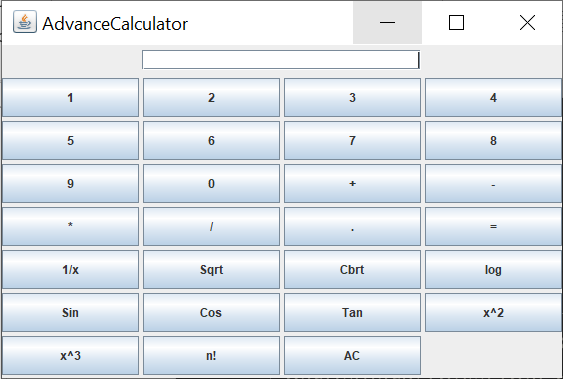 AdvanceCalculator
1 2 3 4
5 6 7 8
9 0 + -
* / . =
1/x Sqrt Cbrt log
Sin Cos Tan x^2
x^3 n! AC